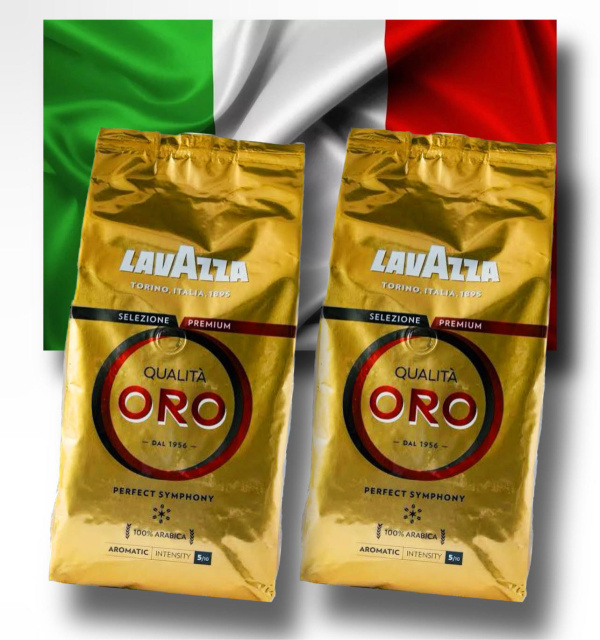 LAVAZZA
TORINO, ITALIA, 1895
SELEZIONE PREMIUM
QUALITÀ
ORO
– DAL 1956 –
PERFECT SYMPHONY
100% ARABICA
AROMATIC INTENSITY 5/10
LAVAZZA
TORINO, ITALIA, 1895
SELEZIONE PREMIUM
QUALITÀ
ORO
– DAL 1956 –
PERFECT SYMPHONY
100% ARABICA
AROMATIC INTENSITY 5/10